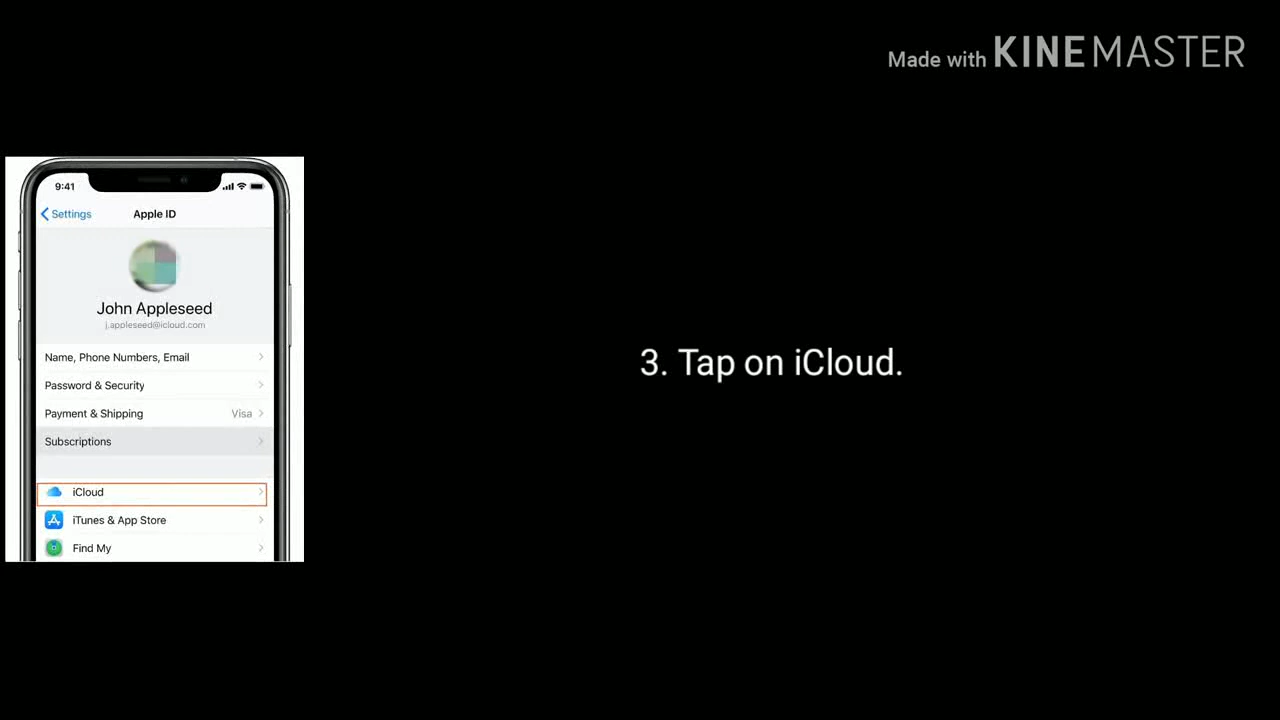 Made with KINEMASTER
9:41
Settings Apple ID
John Appleseed
j.appleseed@icloud.com
Name, Phone Numbers, Email
Password & Security
Payment & Shipping Visa
Subscriptions
iCloud
iTunes & App Store
Find My
3. Tap on iCloud.